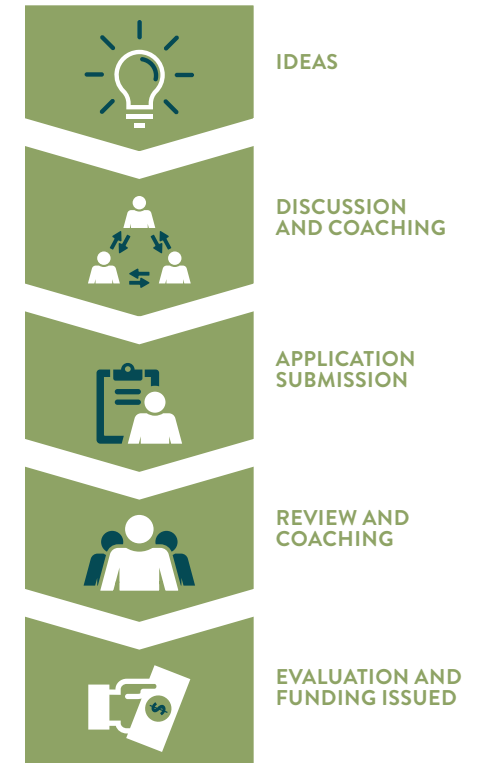 IDEAS
DISCUSSION
AND COACHING
APPLICATION
SUBMISSION
REVIEW AND
COACHING
EVALUATION AND
FUNDING ISSUED
$